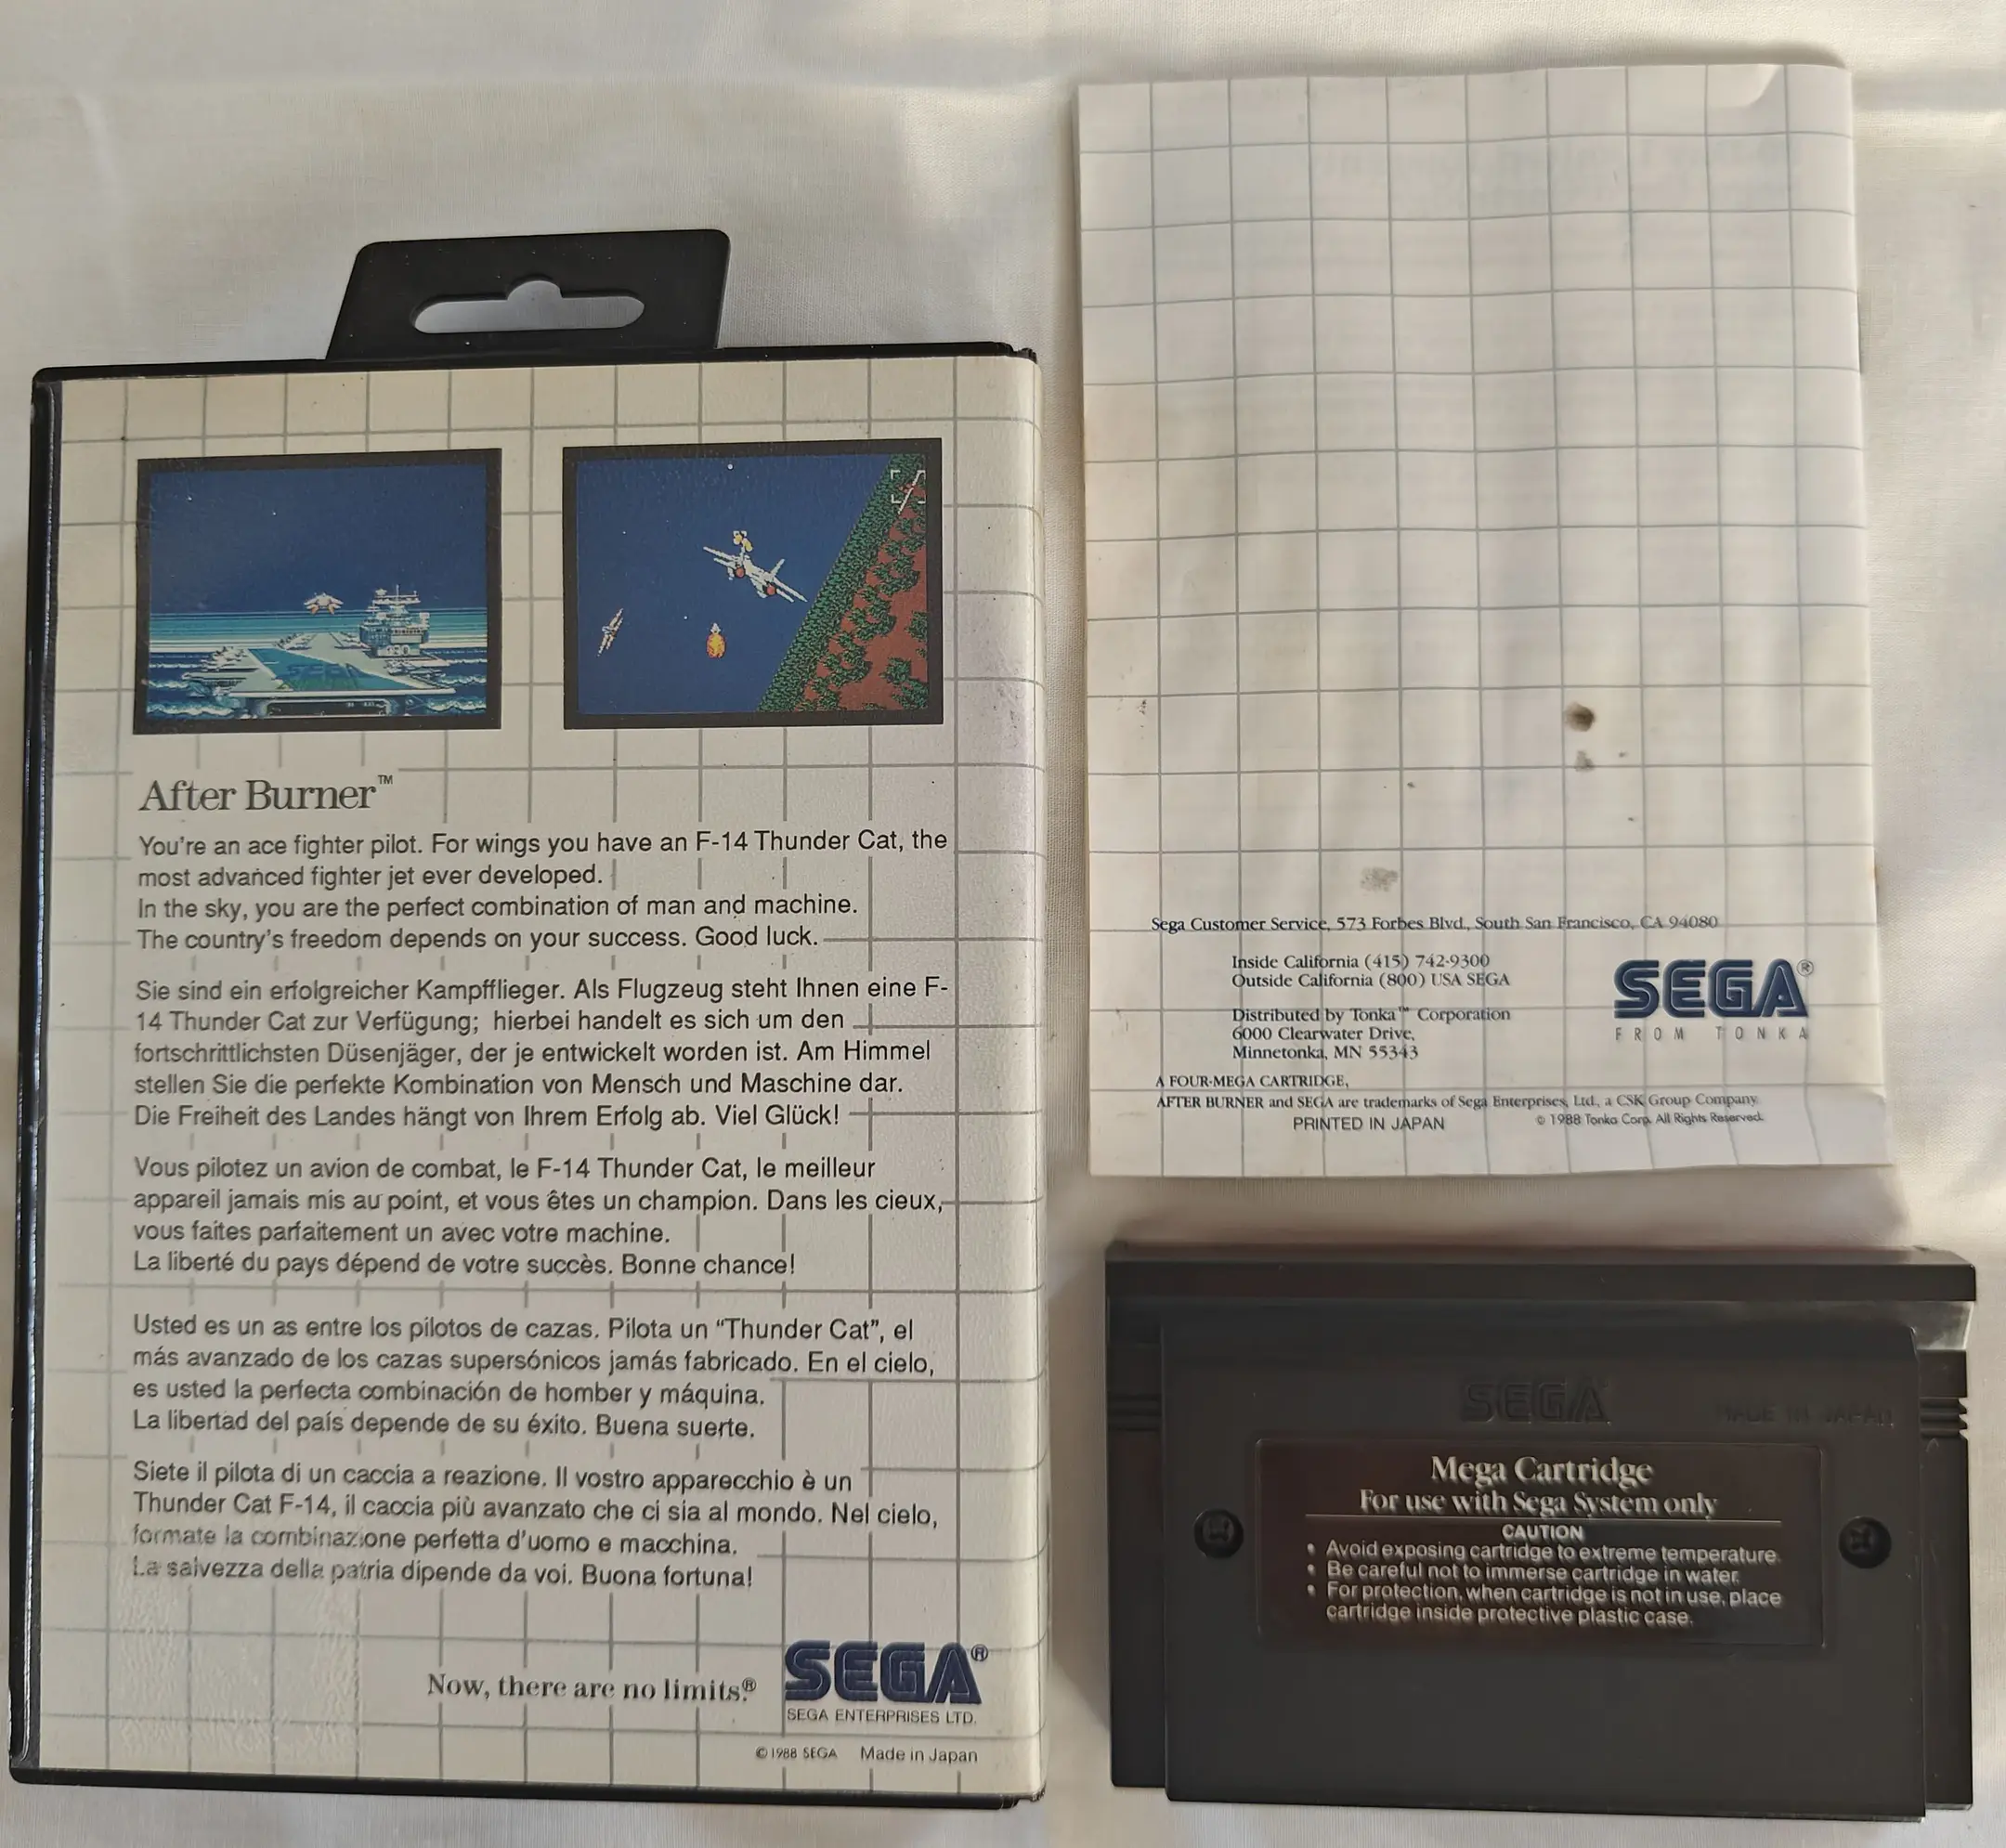 After Burner™
You're an ace fighter pilot. For wings you have an F-14 Thunder Cat, the
most advanced fighter jet ever developed.
In the sky, you are the perfect combination of man and machine.
The country's freedom depends on your success. Good luck.
Sie sind ein erfolgreicher Kampfflieger. Als Flugzeug steht Ihnen eine F-
14 Thunder Cat zur Verfügung; hierbei handelt es sich um den
fortschrittlichsten Düsenjäger, der je entwickelt worden ist. Am Himmel
stellen Sie die perfekte Kombination von Mensch und Maschine dar.
Die Freiheit des Landes hängt von Ihrem Erfolg ab. Viel Glück!
Vous pilotez un avion de combat, le F-14 Thunder Cat, le meilleur
appareil jamais mis au point, et vous êtes un champion. Dans les cieux,
vous faites parfaitement un avec votre machine.
La liberté du pays dépend de votre succès. Bonne chance!
Usted es un as entre los pilotos de cazas. Pilota un “Thunder Cat”, el
más avanzado de los cazas supersónicos jamás fabricado. En el cielo,
es usted la perfecta combinación de homber y máquina.
La libertad del país depende de su éxito. Buena suerte.
Siete il pilota di un caccia a reazione. Il vostro apparecchio è un
Thunder Cat F-14, il caccia più avanzato che ci sia al mondo. Nel cielo,
formate la combinazione perfetta d'uomo e macchina.
La salvezza della patria dipende da voi. Buona fortuna!
Now, there are no limits.®
SEGA®
SEGA ENTERPRISES LTD.
© 1988 SEGA Made in Japan
Sega Customer Service, 573 Forbes Blvd., South San Francisco, CA 94080
Inside California (415) 742-9300
Outside California (800) USA SEGA
Distributed by Tonka™ Corporation
6000 Clearwater Drive,
Minnetonka, MN 55343
SEGA®
FROM TONKA
A FOUR-MEGA CARTRIDGE,
AFTER BURNER and SEGA are trademarks of Sega Enterprises, Ltd., a CSK Group Company.
PRINTED IN JAPAN © 1988 Tonka Corp. All Rights Reserved.
SEGA
MADE IN JAPAN
Mega Cartridge
For use with Sega System only
CAUTION
• Avoid exposing cartridge to extreme temperature.
• Be careful not to immerse cartridge in water.
• For protection, when cartridge is not in use, place
cartridge inside protective plastic case.